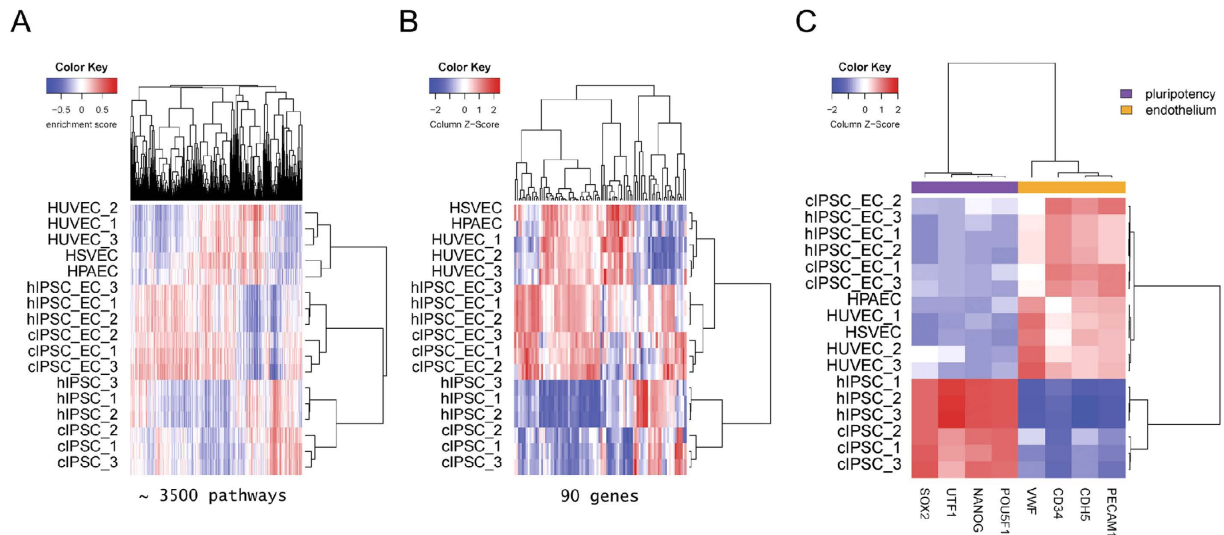 A
Color Key
−0.5 0 0.5
enrichment score
HUVEC_2
HUVEC_1
HUVEC_3
HSVEC
HPAEC
hIPSC_EC_3
hIPSC_EC_1
hIPSC_EC_2
cIPSC_EC_2
cIPSC_EC_1
cIPSC_EC_3
hIPSC_3
hIPSC_1
hIPSC_2
cIPSC_2
cIPSC_1
cIPSC_3
~ 3500 pathways
B
Color Key
−2 −1 0 1 2
Column Z−Score
HSVEC
HPAEC
HUVEC_1
HUVEC_2
HUVEC_3
hIPSC_EC_3
hIPSC_EC_1
hIPSC_EC_2
cIPSC_EC_3
cIPSC_EC_1
cIPSC_EC_2
hIPSC_3
hIPSC_1
hIPSC_2
cIPSC_2
cIPSC_1
cIPSC_3
90 genes
C
Color Key
−2 −1 0 1 2
Column Z−Score
pluripotency
endothelium
cIPSC_EC_2
hIPSC_EC_3
hIPSC_EC_1
hIPSC_EC_2
cIPSC_EC_1
cIPSC_EC_3
HPAEC
HUVEC_1
HSVEC
HUVEC_2
HUVEC_3
hIPSC_1
hIPSC_2
hIPSC_3
cIPSC_2
cIPSC_1
cIPSC_3
SOX2
UTF1
NANOG
POU5F1
VWF
CD34
CDH5
PECAM1